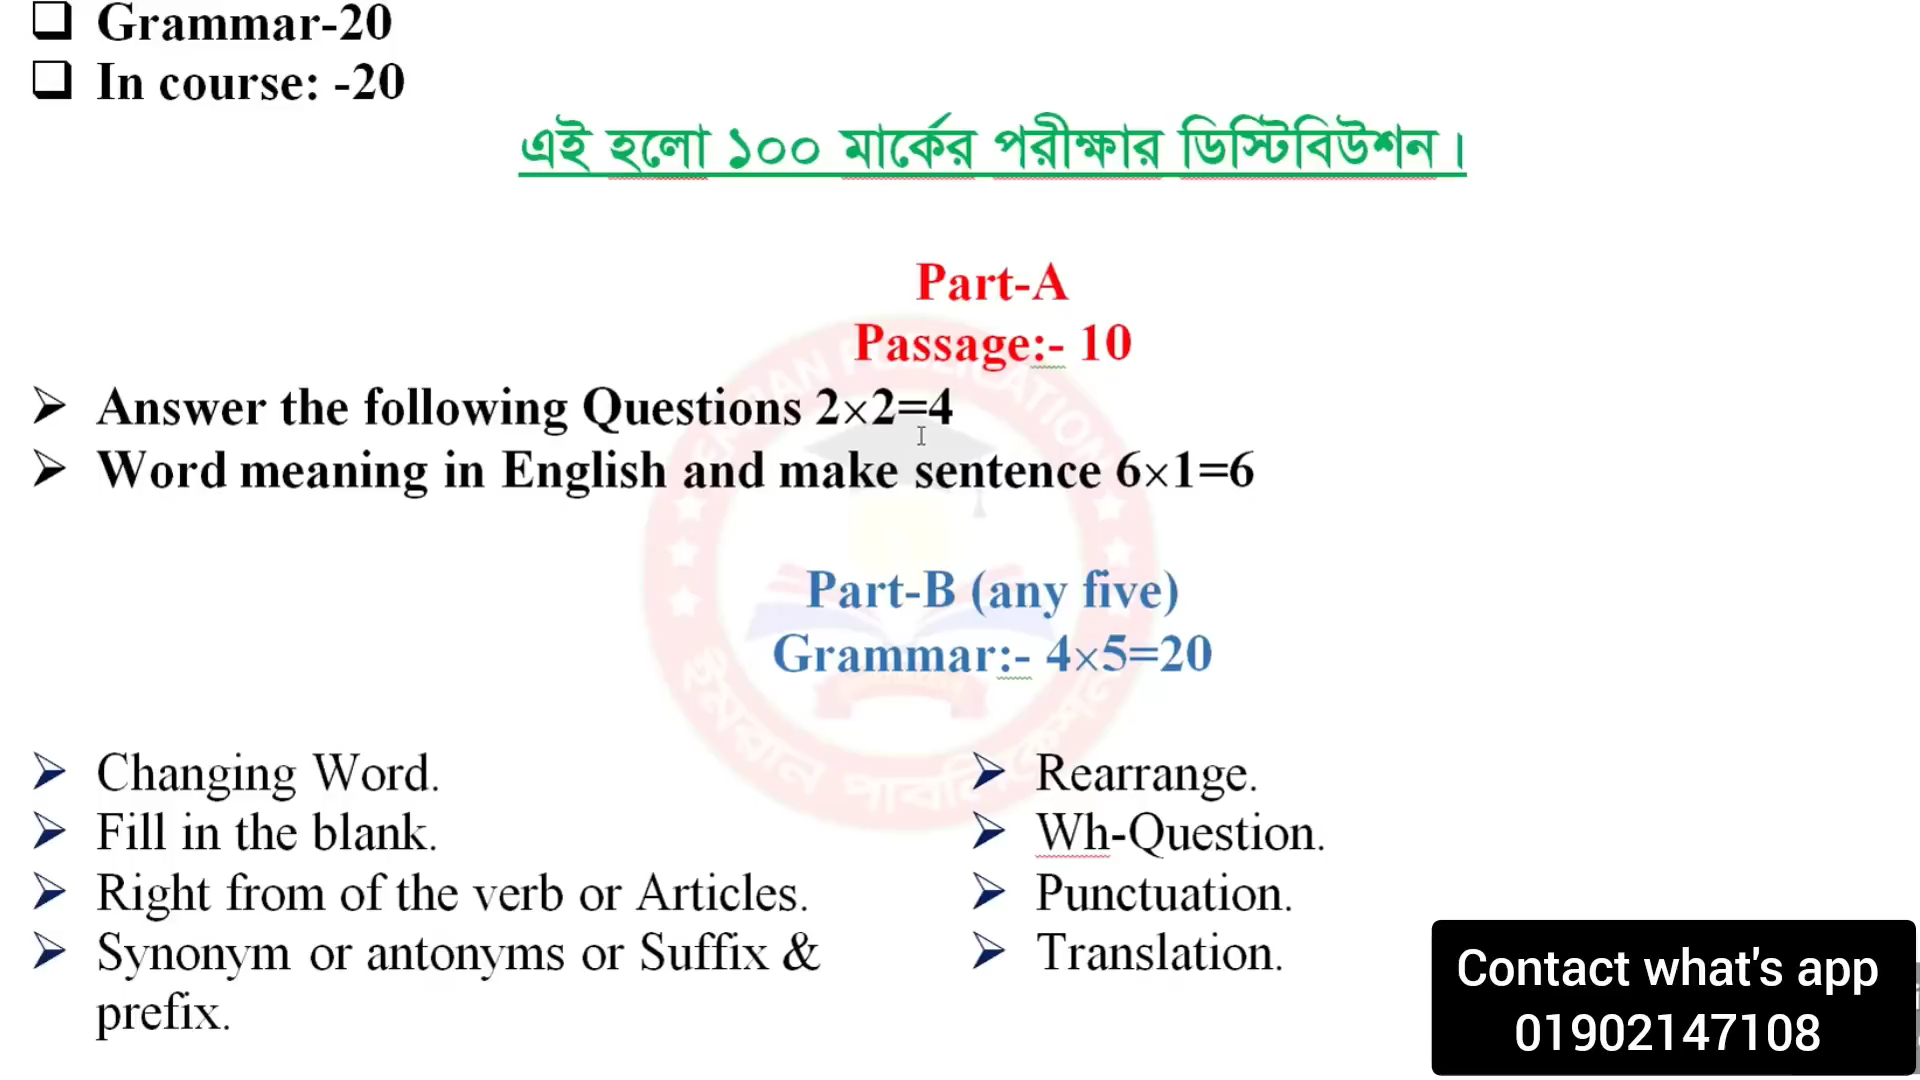 Grammar-20
In course: -20
এই হলো ১০০ মার্কের পরীক্ষার ডিস্টিবিউশন।
Part-A
Passage:- 10
Answer the following Questions 2×2=4
Word meaning in English and make sentence 6×1=6
Part-B (any five)
Grammar:- 4×5=20
Changing Word.
Fill in the blank.
Right from of the verb or Articles.
Synonym or antonyms or Suffix &
prefix.
Rearrange.
Wh-Question.
Punctuation.
Translation.
ইমরান পাবলিকেশন
Contact what's app
01902147108